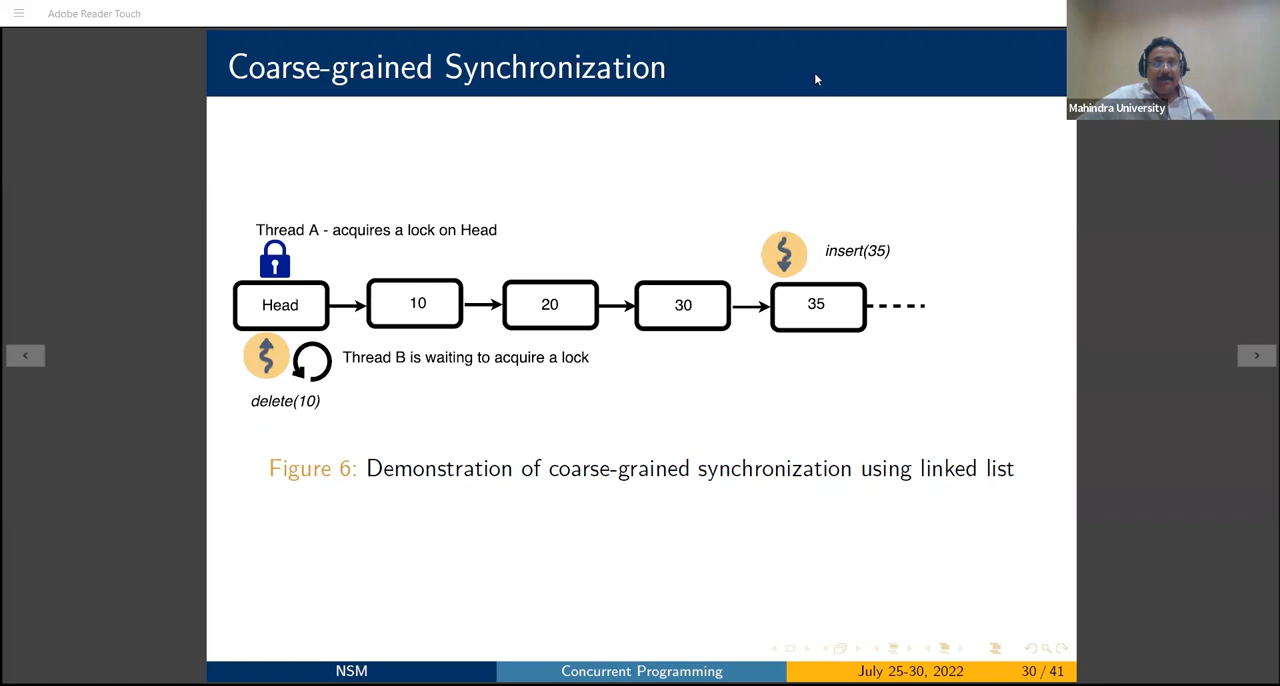 Adobe Reader Touch
Coarse-grained Synchronization
Mahindra University
Thread A - acquires a lock on Head
insert(35)
Head
10
20
30
35
Thread B is waiting to acquire a lock
delete(10)
Figure 6: Demonstration of coarse-grained synchronization using linked list
NSM
Concurrent Programming
July 25-30, 2022
30 / 41